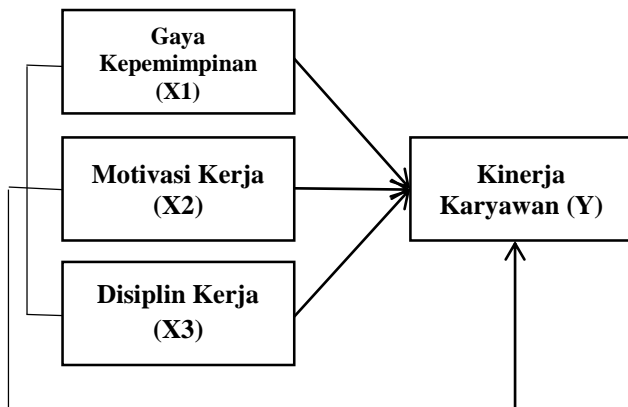 Gaya
Kepemimpinan
(X1)
Motivasi Kerja
(X2)
Kinerja
Karyawan (Y)
Disiplin Kerja
(X3)